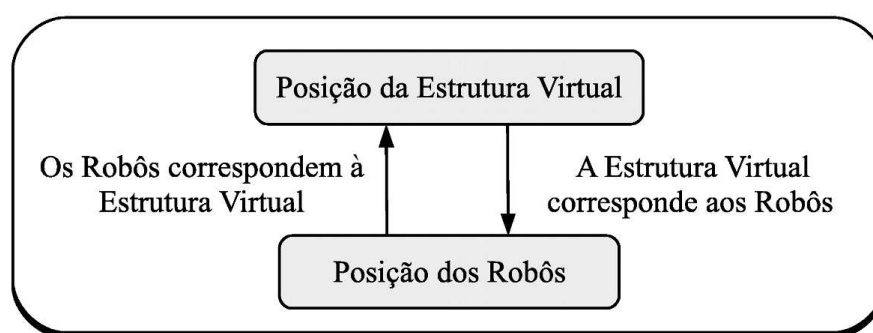 Posição da Estrutura Virtual
Os Robôs correspondem à
Estrutura Virtual
A Estrutura Virtual
corresponde aos Robôs
Posição dos Robôs